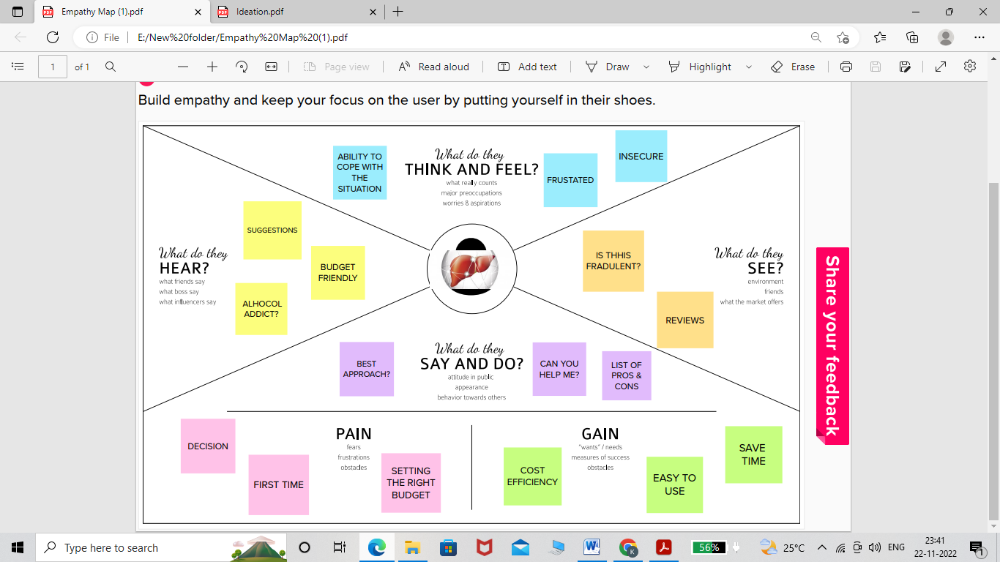 Empathy Map (1).pdf
Ideation.pdf
File
E:/New%20folder/Empathy%20Map%20(1).pdf
1
of 1
Page view
Read aloud
Add text
Draw
Highlight
Erase
Build empathy and keep your focus on the user by putting yourself in their shoes.
What do they
THINK AND FEEL?
what really counts
major preoccupations
worries & aspirations
ABILITY TO
COPE WITH
THE
SITUATION
FRUSTATED
INSECURE
What do they
HEAR?
what friends say
what boss say
what influencers say
SUGGESTIONS
BUDGET
FRIENDLY
ALHOCOL
ADDICT?
What do they
SEE?
environment
friends
what the market offers
IS THHIS
FRADULENT?
REVIEWS
What do they
SAY AND DO?
attitude in public
appearance
behavior towards others
BEST
APPROACH?
CAN YOU
HELP ME?
LIST OF
PROS &
CONS
PAIN
fears
frustrations
obstacles
DECISION
FIRST TIME
SETTING
THE RIGHT
BUDGET
GAIN
"wants" / needs
measures of success
obstacles
COST
EFFICIENCY
EASY TO
USE
SAVE
TIME
Share your feedback
Type here to search
56%
25°C
ENG
23:41
22-11-2022
1